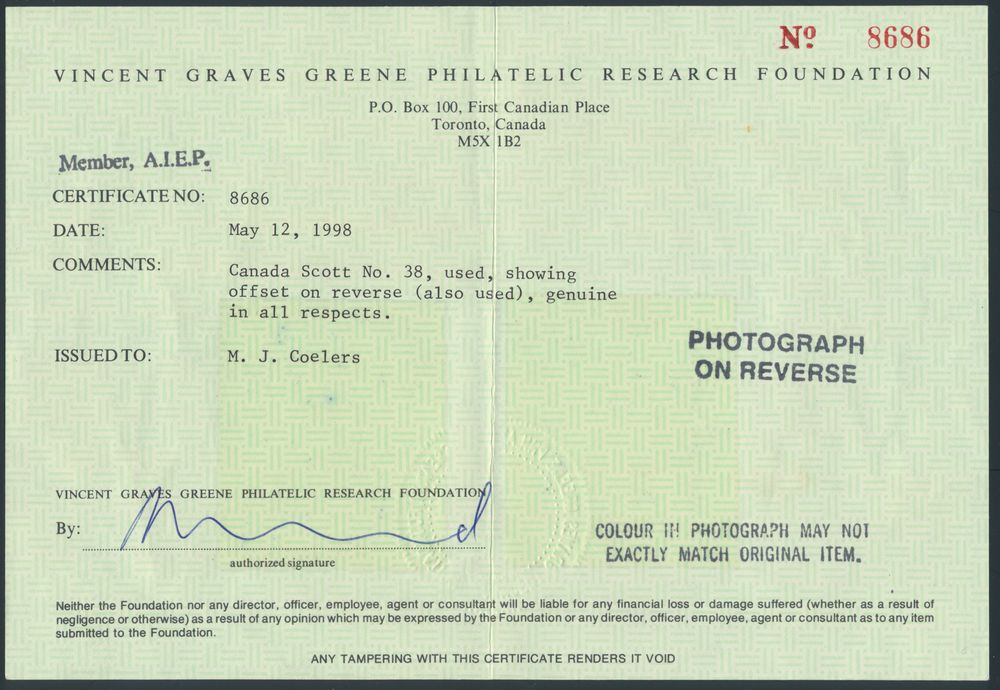 Nº 8686
VINCENT GRAVES GREENE PHILATELIC RESEARCH FOUNDATION
P.O. Box 100, First Canadian Place
Toronto, Canada
M5X 1B2
Member, A.I.E.P.
CERTIFICATE NO: 8686
DATE: May 12, 1998
COMMENTS: Canada Scott No. 38, used, showing
offset on reverse (also used), genuine
in all respects.
ISSUED TO: M. J. Coelers
PHOTOGRAPH
ON REVERSE
VINCENT GRAVES GREENE PHILATELIC RESEARCH FOUNDATION
By:
authorized signature
COLOUR IN PHOTOGRAPH MAY NOT
EXACTLY MATCH ORIGINAL ITEM.
Neither the Foundation nor any director, officer, employee, agent or consultant will be liable for any financial loss or damage suffered (whether as a result of
negligence or otherwise) as a result of any opinion which may be expressed by the Foundation or any director, officer, employee, agent or consultant as to any item
submitted to the Foundation.
ANY TAMPERING WITH THIS CERTIFICATE RENDERS IT VOID